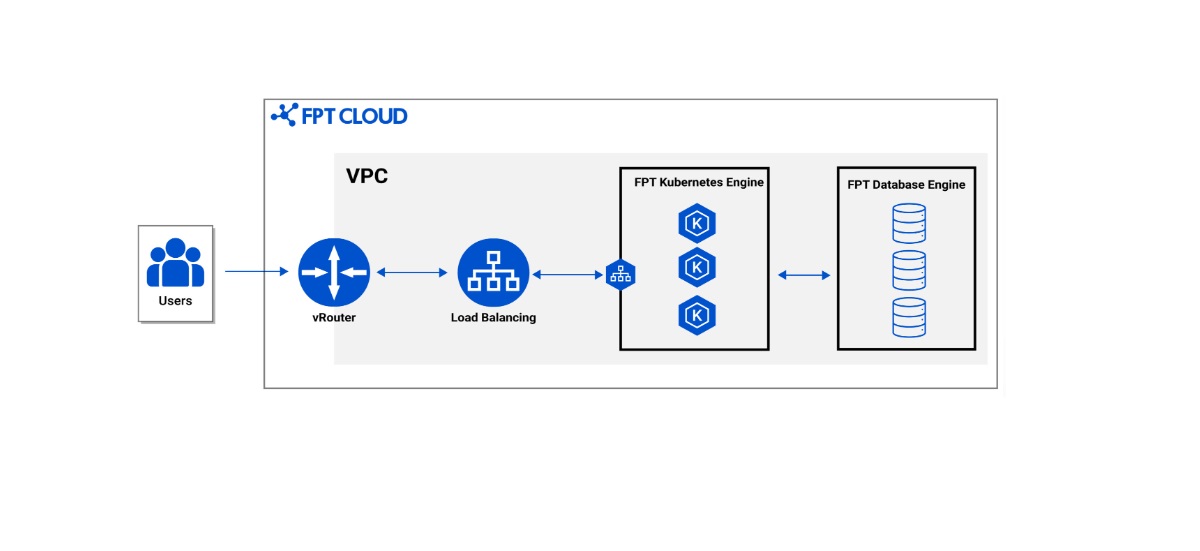 FPT CLOUD
VPC
FPT Kubernetes Engine
K
K
K
FPT Database Engine
Users
vRouter
Load Balancing